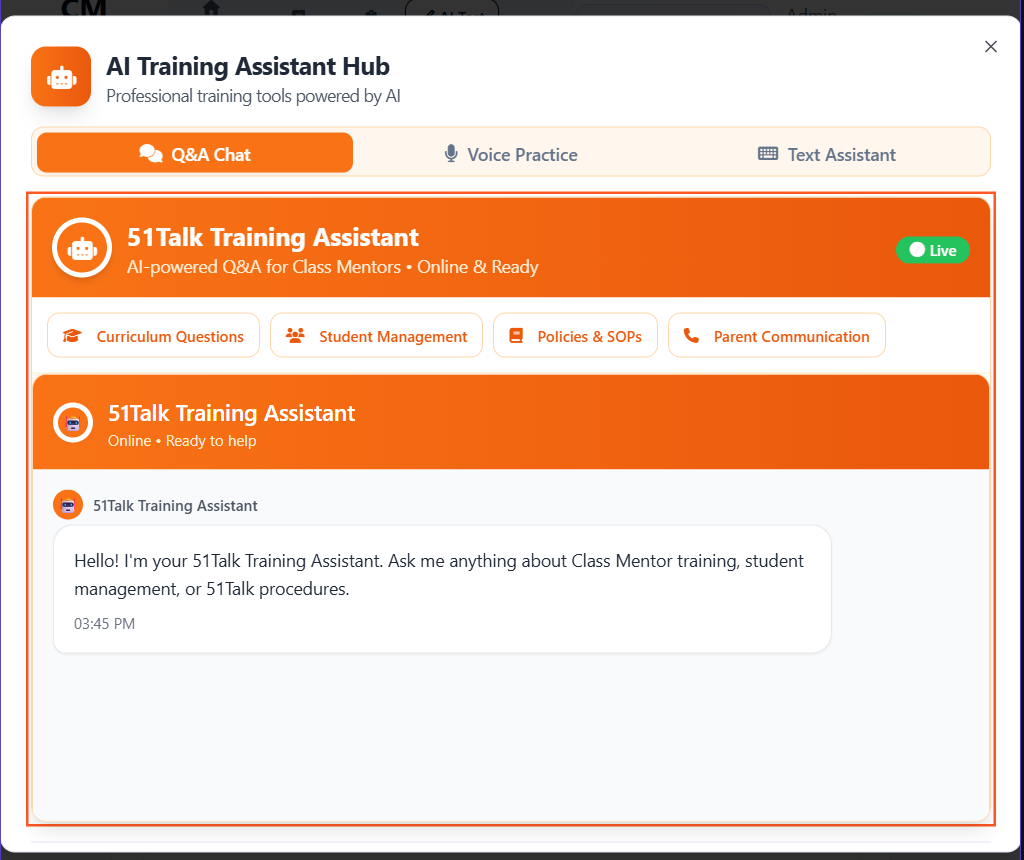 CM
AI Test
Admin
AI Training Assistant Hub
Professional training tools powered by AI
Q&A Chat
Voice Practice
Text Assistant
51Talk Training Assistant
AI-powered Q&A for Class Mentors • Online & Ready
Live
Curriculum Questions
Student Management
Policies & SOPs
Parent Communication
51Talk Training Assistant
Online • Ready to help
51Talk Training Assistant
Hello! I'm your 51Talk Training Assistant. Ask me anything about Class Mentor training, student
management, or 51Talk procedures.
03:45 PM